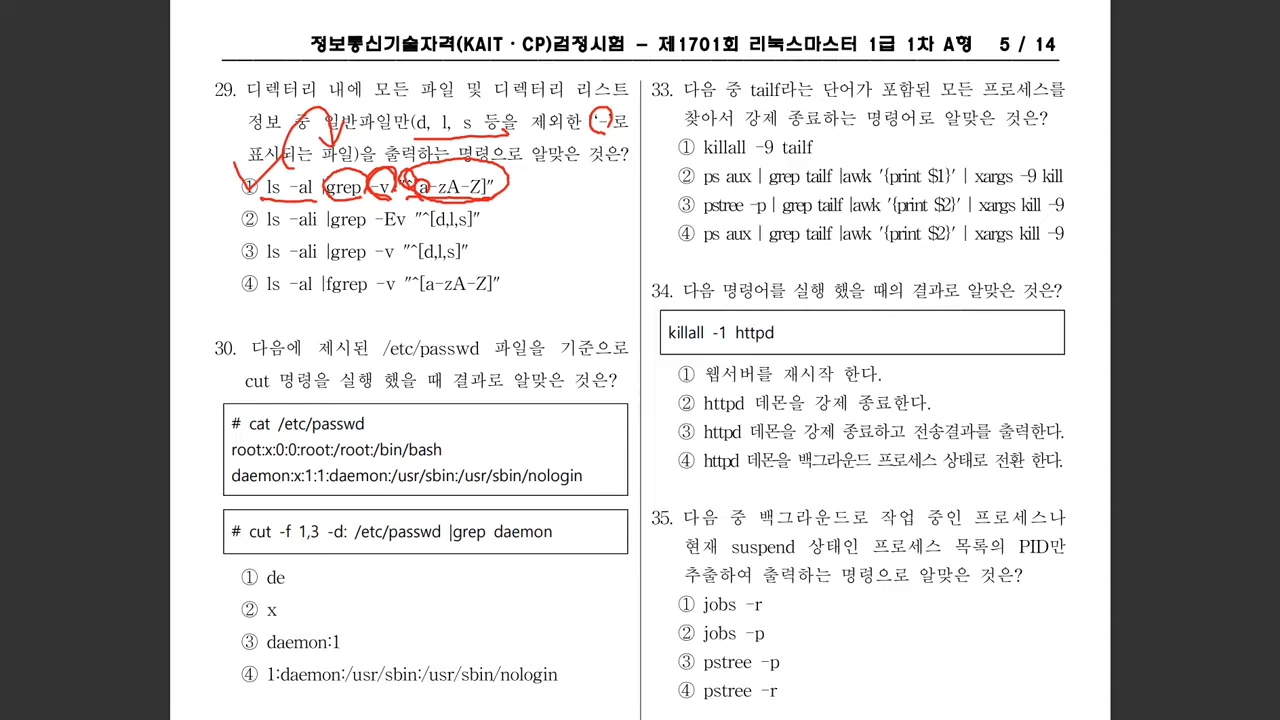 정보통신기술자격(KAIT · CP)검정시험 - 제1701회 리눅스마스터 1급 1차 A형 5 / 14
29. 디렉터리 내에 모든 파일 및 디렉터리 리스트
정보 중 일반파일만(d, l, s 등을 제외한 '-'로
표시되는 파일)을 출력하는 명령으로 알맞은 것은?
① ls -al |grep -v "^[a-zA-Z]"
② ls -ali |grep -Ev "^[d,l,s]"
③ ls -ali |grep -v "^[d,l,s]"
④ ls -al |fgrep -v "^[a-zA-Z]"
30. 다음에 제시된 /etc/passwd 파일을 기준으로
cut 명령을 실행 했을 때 결과로 알맞은 것은?
# cat /etc/passwd
root:x:0:0:root:/root:/bin/bash
daemon:x:1:1:daemon:/usr/sbin:/usr/sbin/nologin
# cut -f 1,3 -d: /etc/passwd |grep daemon
① de
② x
③ daemon:1
④ 1:daemon:/usr/sbin:/usr/sbin/nologin
33. 다음 중 tailf라는 단어가 포함된 모든 프로세스를
찾아서 강제 종료하는 명령어로 알맞은 것은?
① killall -9 tailf
② ps aux | grep tailf |awk '{print $1}' | xargs -9 kill
③ pstree -p | grep tailf |awk '{print $2}' | xargs kill -9
④ ps aux | grep tailf |awk '{print $2}' | xargs kill -9
34. 다음 명령어를 실행 했을 때의 결과로 알맞은 것은?
killall -1 httpd
① 웹서버를 재시작 한다.
② httpd 데몬을 강제 종료한다.
③ httpd 데몬을 강제 종료하고 전송결과를 출력한다.
④ httpd 데몬을 백그라운드 프로세스 상태로 전환 한다.
35. 다음 중 백그라운드로 작업 중인 프로세스나
현재 suspend 상태인 프로세스 목록의 PID만
추출하여 출력하는 명령으로 알맞은 것은?
① jobs -r
② jobs -p
③ pstree -p
④ pstree -r